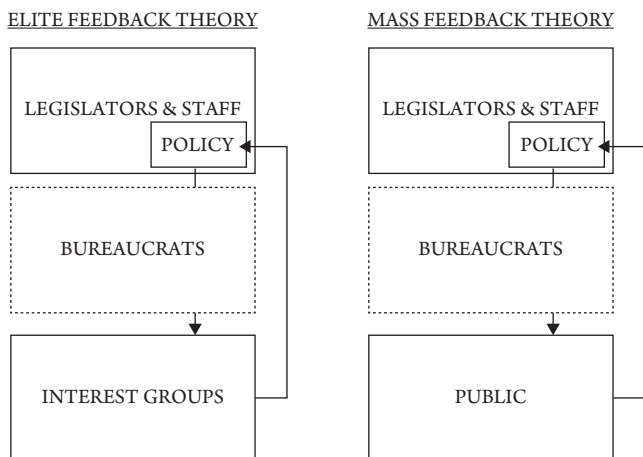 ELITE FEEDBACK THEORY
LEGISLATORS & STAFF
POLICY
BUREAUCRATS
INTEREST GROUPS
MASS FEEDBACK THEORY
LEGISLATORS & STAFF
POLICY
BUREAUCRATS
PUBLIC